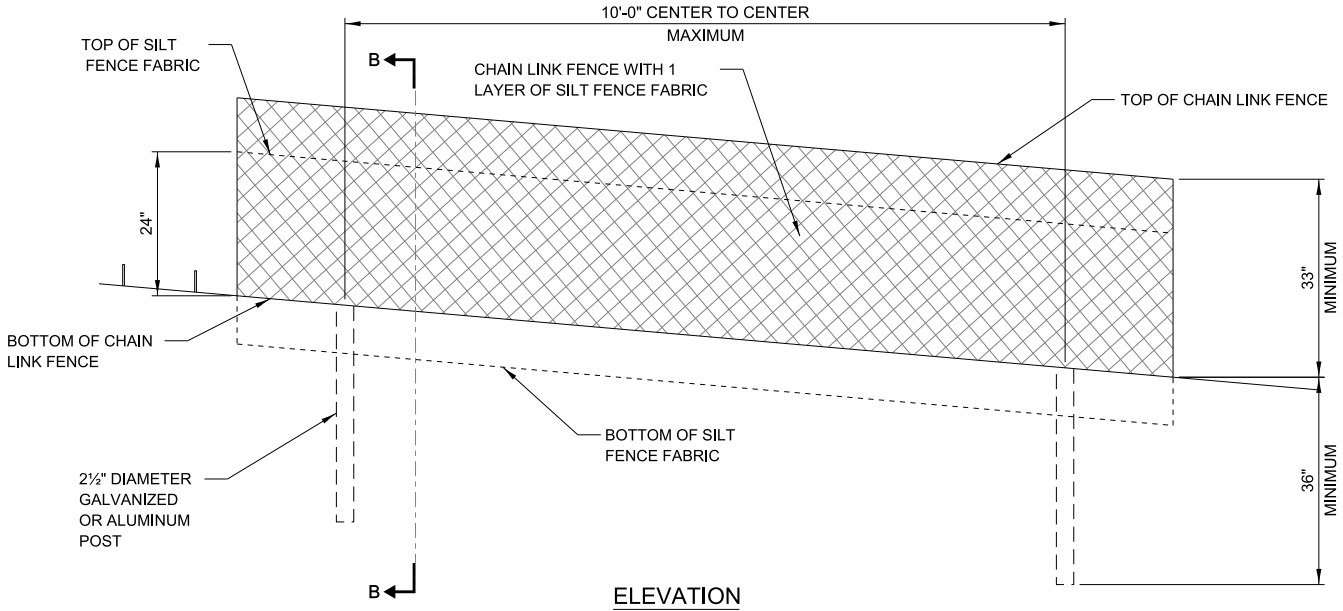 10'-0" CENTER TO CENTER
MAXIMUM
TOP OF SILT
FENCE FABRIC
B
CHAIN LINK FENCE WITH 1
LAYER OF SILT FENCE FABRIC
TOP OF CHAIN LINK FENCE
24"
33"
MINIMUM
BOTTOM OF CHAIN
LINK FENCE
BOTTOM OF SILT
FENCE FABRIC
2½" DIAMETER
GALVANIZED
OR ALUMINUM
POST
36"
MINIMUM
B
ELEVATION